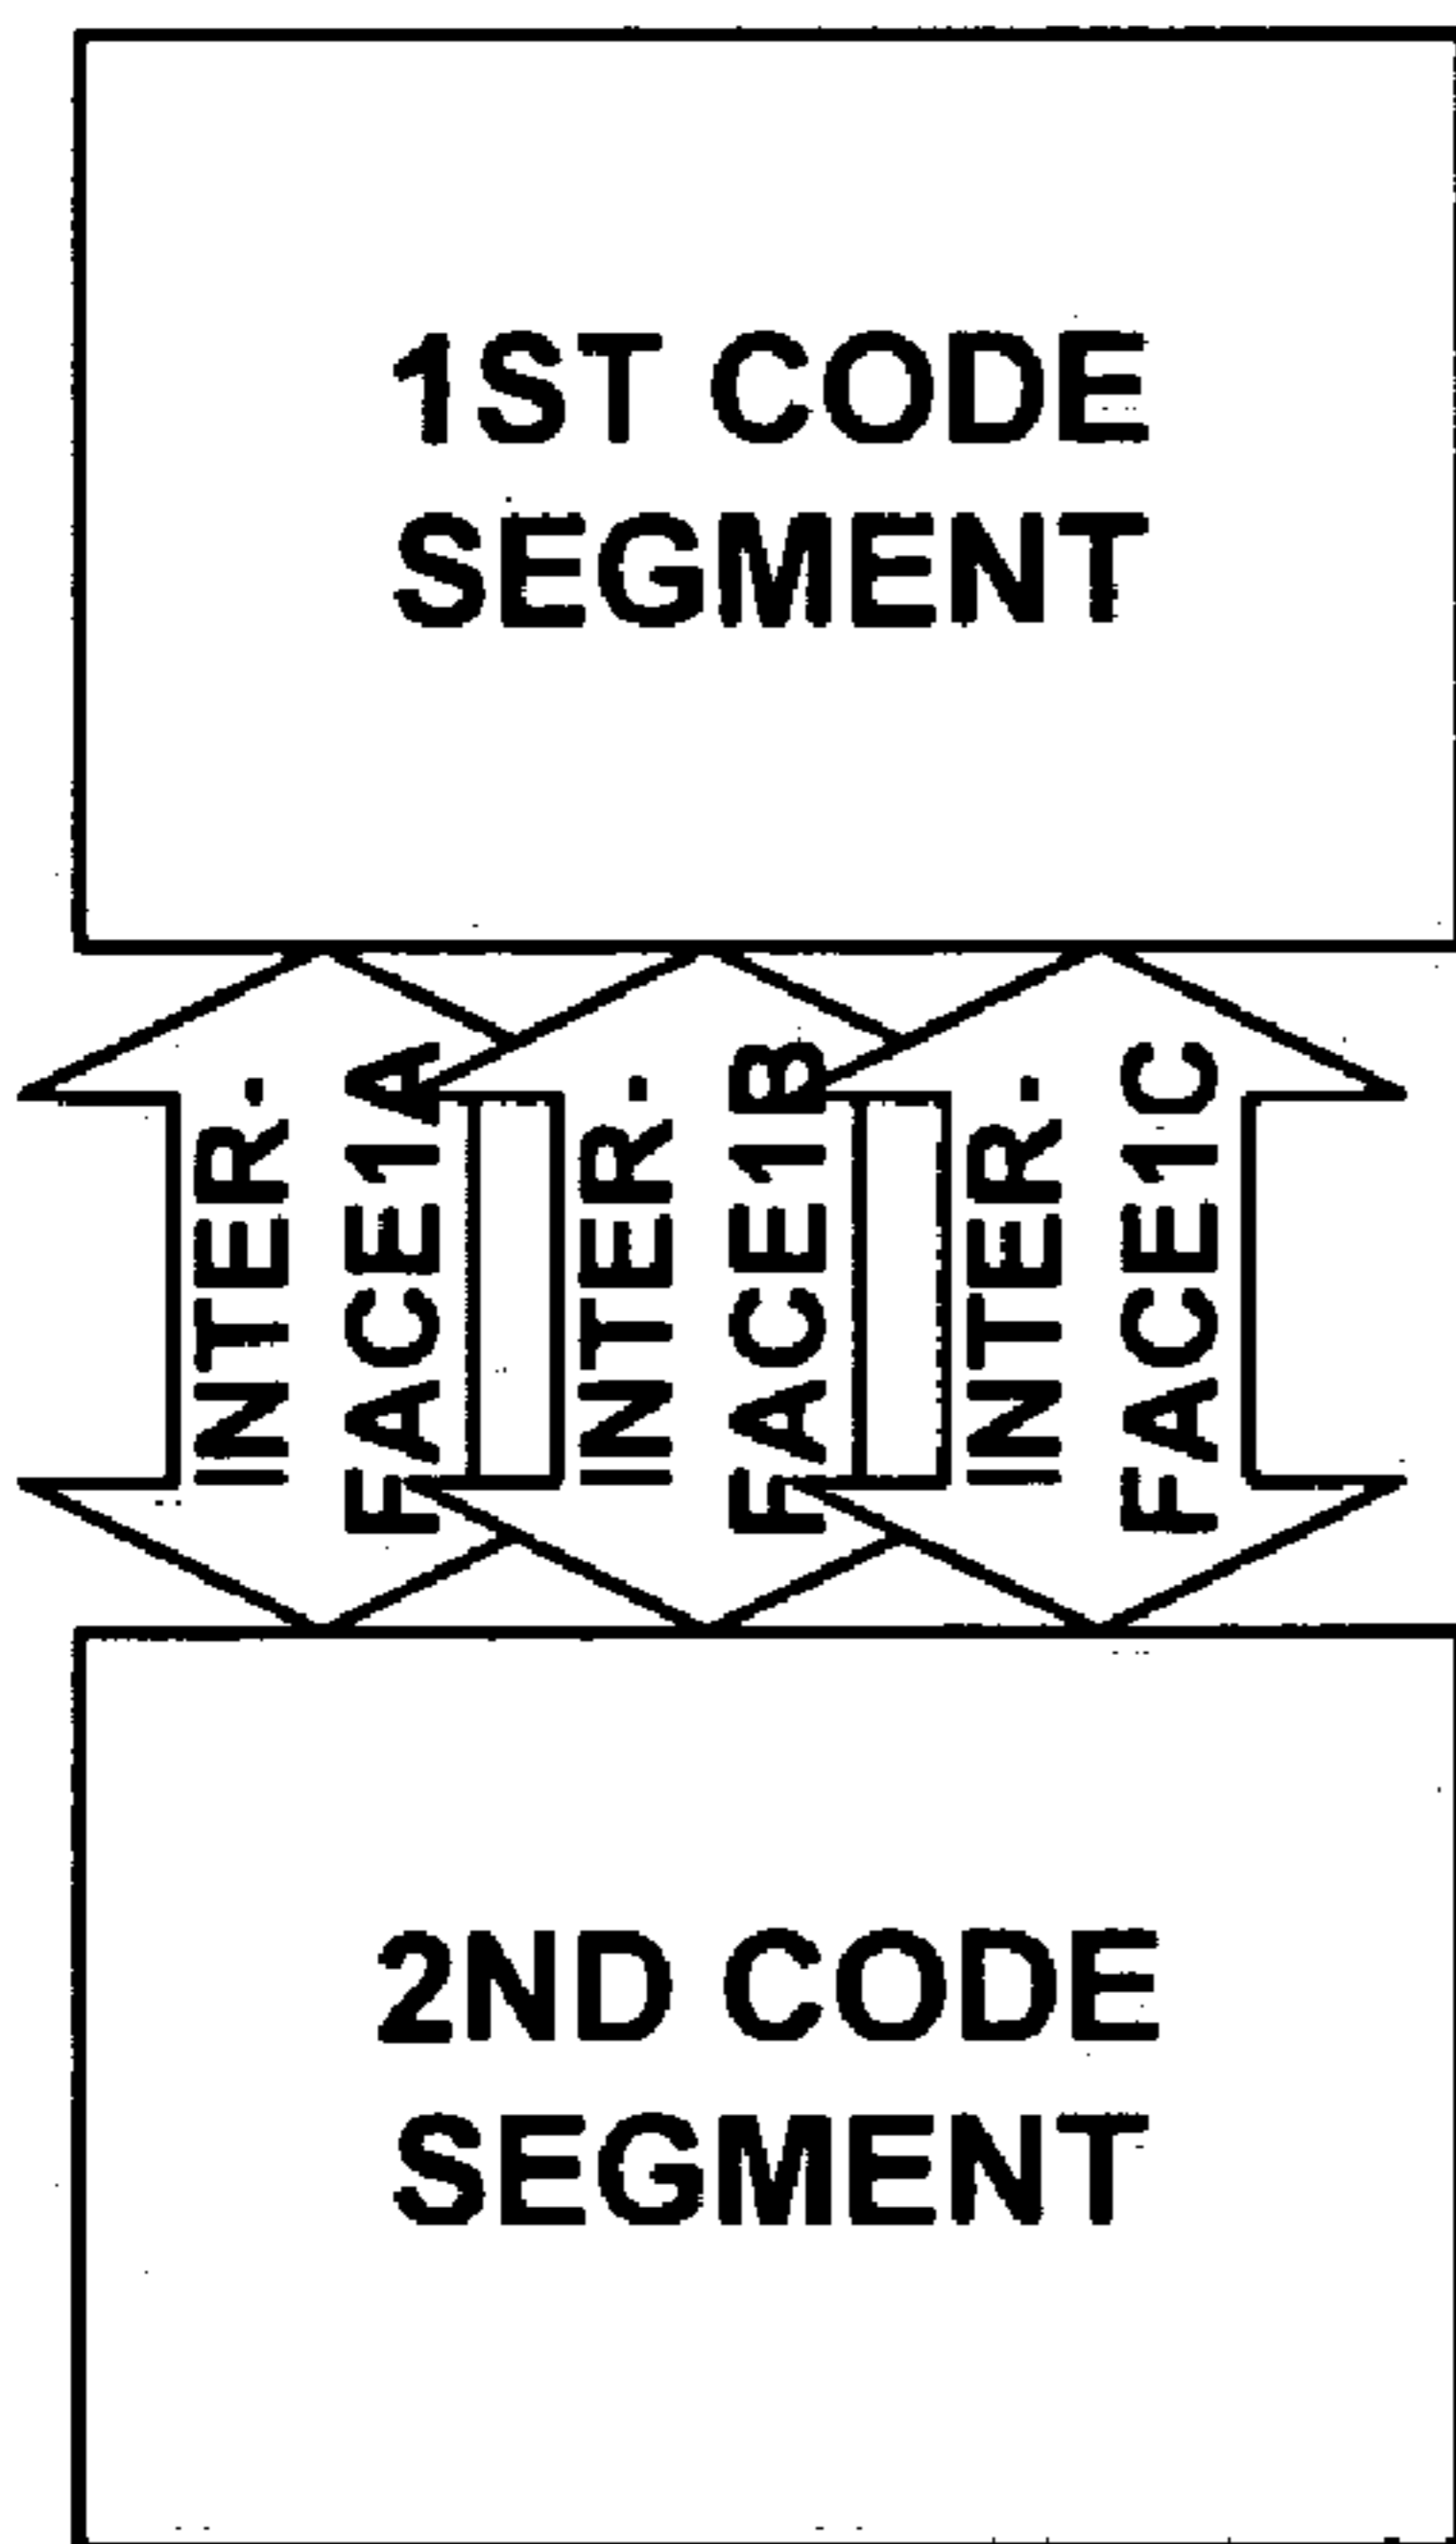 1ST CODE
SEGMENT
INTER-
FACE1A
INTER-
FACE1B
INTER-
FACE1C
2ND CODE
SEGMENT